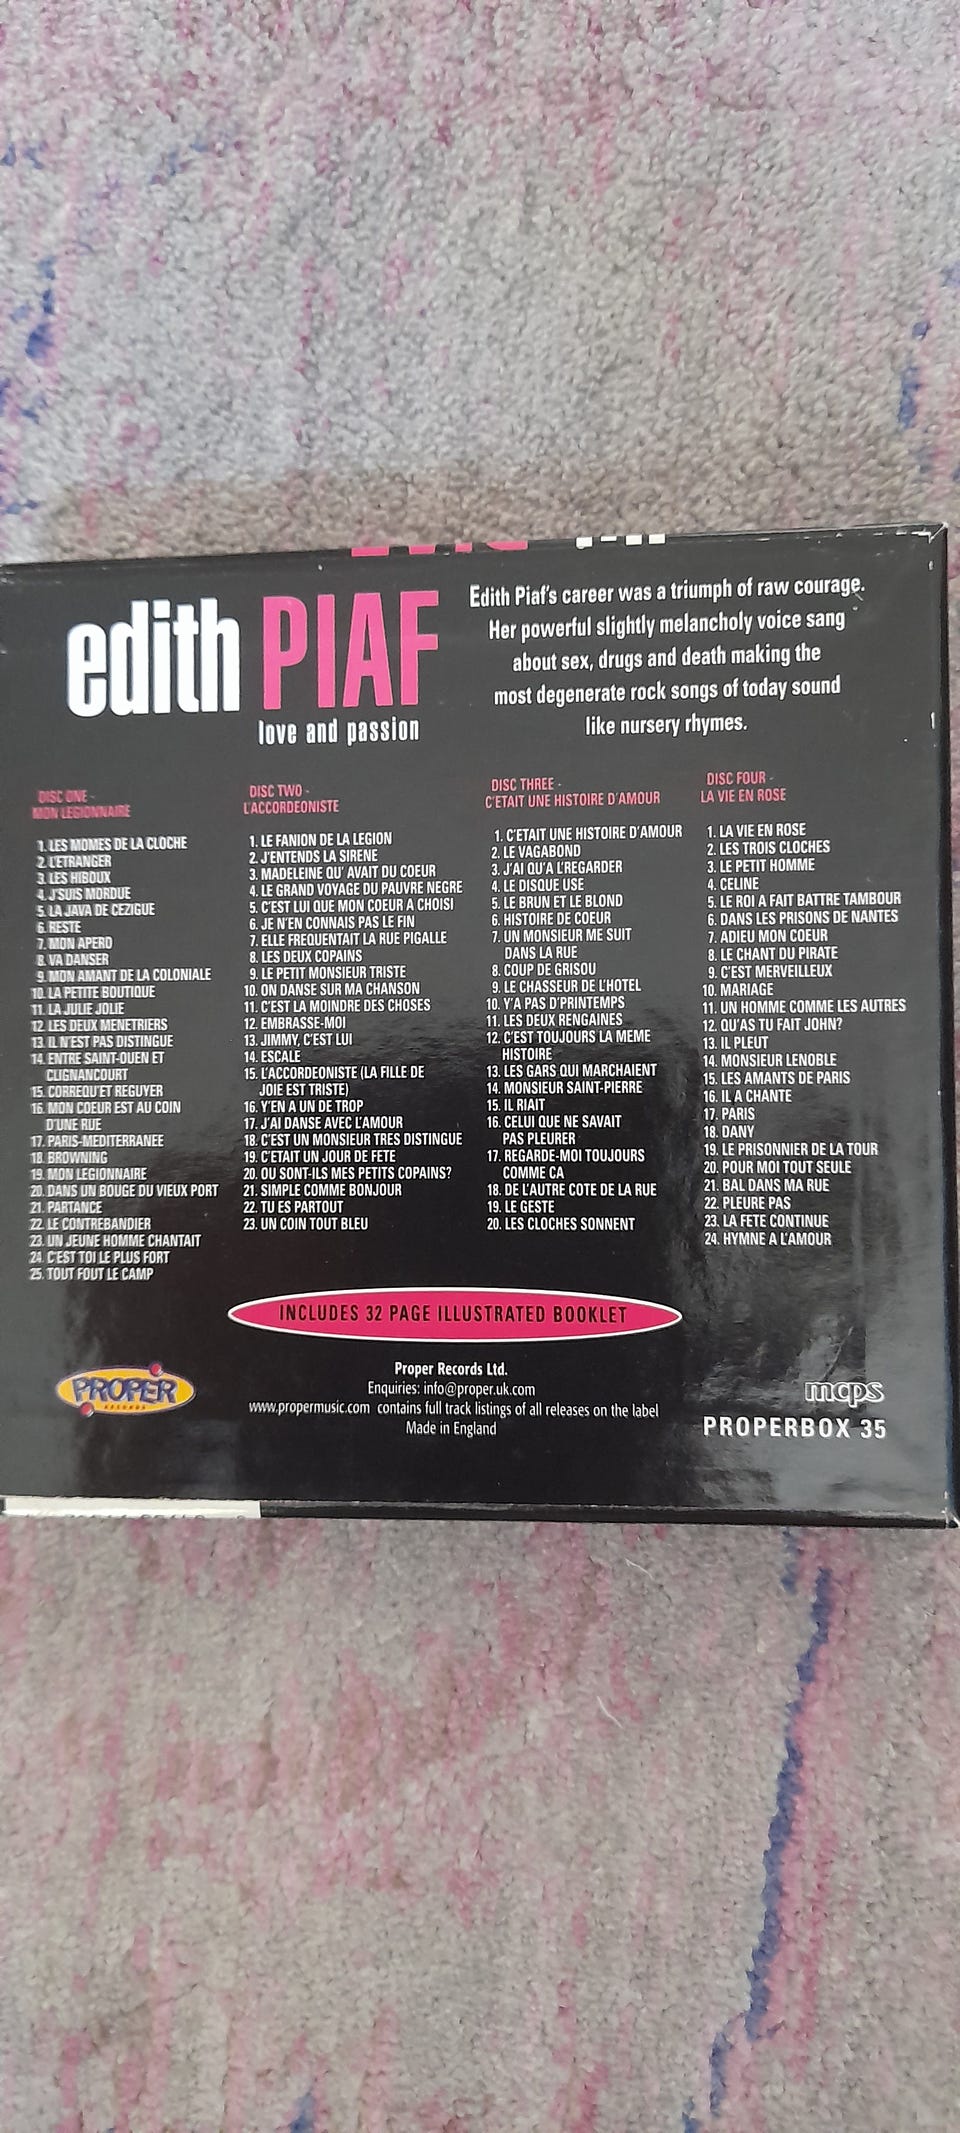 edith PIAF
love and passion
Edith Piaf's career was a triumph of raw courage.
Her powerful slightly melancholy voice sang
about sex, drugs and death making the
most degenerate rock songs of today sound
like nursery rhymes.
DISC ONE -
MON LEGIONNAIRE
1. LES MOMES DE LA CLOCHE
2. L'ETRANGER
3. LES HIBOUX
4. J'SUIS MORDUE
5. LA JAVA DE CEZIGUE
6. RESTE
7. MON APERO
8. VA DANSER
9. MON AMANT DE LA COLONIALE
10. LA PETITE BOUTIQUE
11. LA JULIE JOLIE
12. LES DEUX MENETRIERS
13. IL N'EST PAS DISTINGUE
14. ENTRE SAINT-OUEN ET
CLIGNANCOURT
15. CORREQU'ET REGUYER
16. MON COEUR EST AU COIN
D'UNE RUE
17. PARIS-MEDITERRANEE
18. BROWNING
19. MON LEGIONNAIRE
20. DANS UN BOUGE DU VIEUX PORT
21. PARTANCE
22. LE CONTREBANDIER
23. UN JEUNE HOMME CHANTAIT
24. C'EST TOI LE PLUS FORT
25. TOUT FOUT LE CAMP
DISC TWO -
L'ACCORDEONISTE
1. LE FANION DE LA LEGION
2. J'ENTENDS LA SIRENE
3. MADELEINE QU' AVAIT DU COEUR
4. LE GRAND VOYAGE DU PAUVRE NEGRE
5. C'EST LUI QUE MON COEUR A CHOISI
6. JE N'EN CONNAIS PAS LE FIN
7. ELLE FREQUENTAIT LA RUE PIGALLE
8. LES DEUX COPAINS
9. LE PETIT MONSIEUR TRISTE
10. ON DANSE SUR MA CHANSON
11. C'EST LA MOINDRE DES CHOSES
12. EMBRASSE-MOI
13. JIMMY, C'EST LUI
14. ESCALE
15. L'ACCORDEONISTE (LA FILLE DE
JOIE EST TRISTE)
16. Y'EN A UN DE TROP
17. J'AI DANSE AVEC L'AMOUR
18. C'EST UN MONSIEUR TRES DISTINGUE
19. C'ETAIT UN JOUR DE FETE
20. OU SONT-ILS MES PETITS COPAINS?
21. SIMPLE COMME BONJOUR
22. TU ES PARTOUT
23. UN COIN TOUT BLEU
DISC THREE -
C'ETAIT UNE HISTOIRE D'AMOUR
1. C'ETAIT UNE HISTOIRE D'AMOUR
2. LE VAGABOND
3. J'AI QU'A L'REGARDER
4. LE DISQUE USE
5. LE BRUN ET LE BLOND
6. HISTOIRE DE COEUR
7. UN MONSIEUR ME SUIT
DANS LA RUE
8. COUP DE GRISOU
9. LE CHASSEUR DE L'HOTEL
10. Y'A PAS D'PRINTEMPS
11. LES DEUX RENGAINES
12. C'EST TOUJOURS LA MEME
HISTOIRE
13. LES GARS QUI MARCHAIENT
14. MONSIEUR SAINT-PIERRE
15. IL RIAIT
16. CELUI QUE NE SAVAIT
PAS PLEURER
17. REGARDE-MOI TOUJOURS
COMME CA
18. DE L'AUTRE COTE DE LA RUE
19. LE GESTE
20. LES CLOCHES SONNENT
DISC FOUR -
LA VIE EN ROSE
1. LA VIE EN ROSE
2. LES TROIS CLOCHES
3. LE PETIT HOMME
4. CELINE
5. LE ROI A FAIT BATTRE TAMBOUR
6. DANS LES PRISONS DE NANTES
7. ADIEU MON COEUR
8. LE CHANT DU PIRATE
9. C'EST MERVEILLEUX
10. MARIAGE
11. UN HOMME COMME LES AUTRES
12. QU'AS TU FAIT JOHN?
13. IL PLEUT
14. MONSIEUR LENOBLE
15. LES AMANTS DE PARIS
16. IL A CHANTE
17. PARIS
18. DANY
19. LE PRISONNIER DE LA TOUR
20. POUR MOI TOUT SEULE
21. BAL DANS MA RUE
22. PLEURE PAS
23. LA FETE CONTINUE
24. HYMNE A L'AMOUR
INCLUDES 32 PAGE ILLUSTRATED BOOKLET
PROPER
RECORDS
Proper Records Ltd.
Enquiries: info@proper.uk.com
www.propermusic.com contains full track listings of all releases on the label
Made in England
mcps
PROPERBOX 35